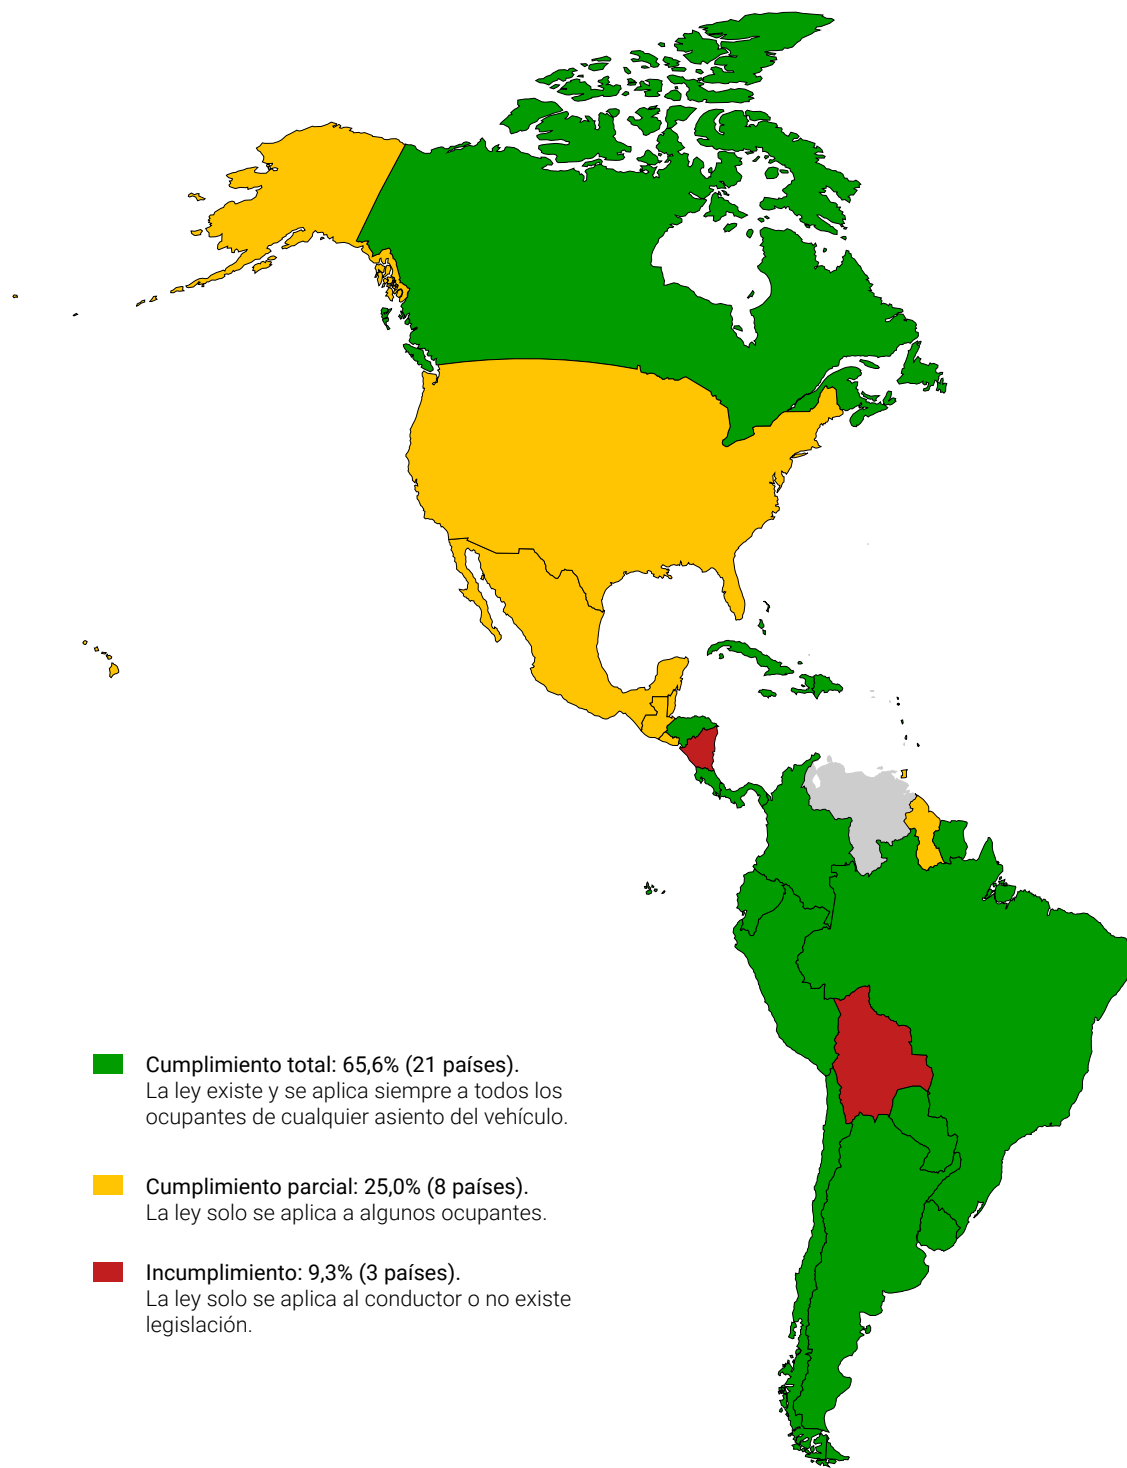 Cumplimiento total: 65,6% (21 países).
La ley existe y se aplica siempre a todos los
ocupantes de cualquier asiento del vehículo.
Cumplimiento parcial: 25,0% (8 países).
La ley solo se aplica a algunos ocupantes.
Incumplimiento: 9,3% (3 países).
La ley solo se aplica al conductor o no existe
legislación.